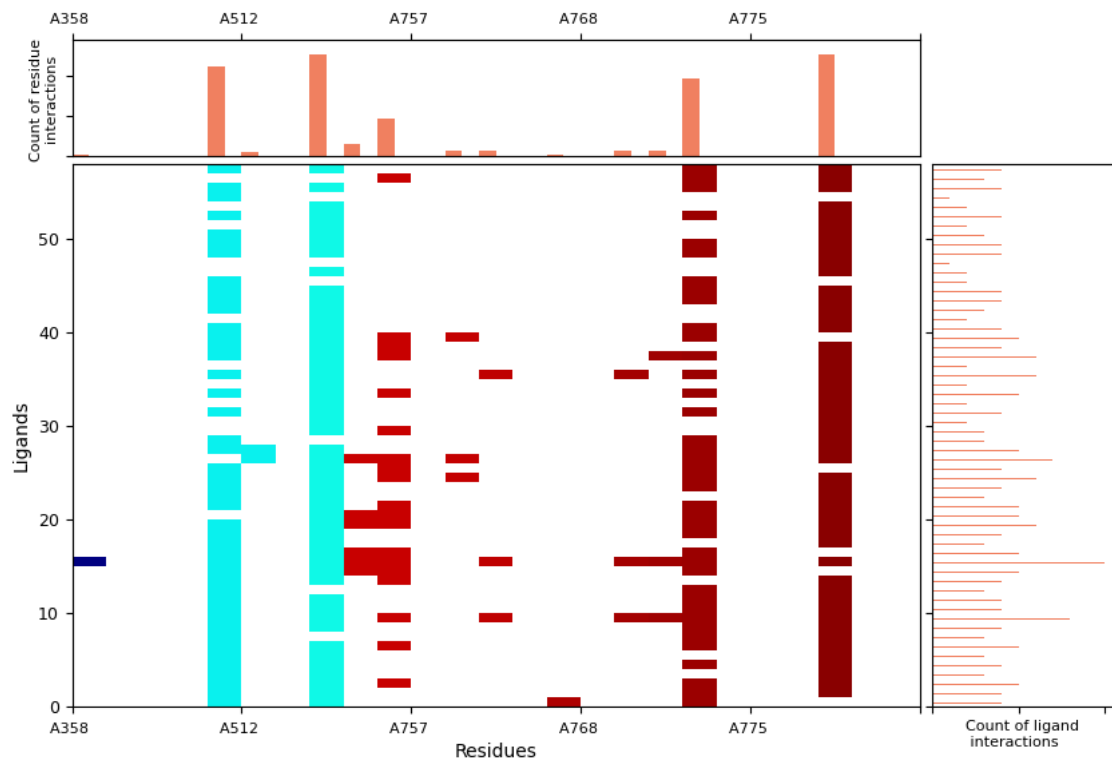 A358 A512 A757 A768 A775
Count of residue
interactions
50
40
30
20
10
0
Ligands
A358 A512 A757 A768 A775
Residues
Count of ligand
interactions